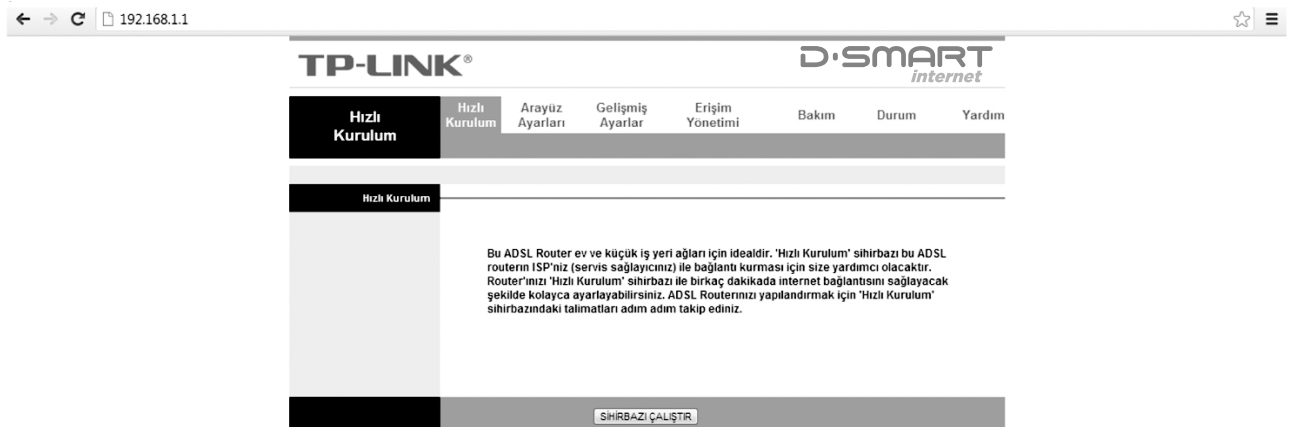 192.168.1.1
TP-LINK®
D·SMART
internet
Hızlı
Kurulum
Hızlı
Kurulum
Arayüz
Ayarları
Gelişmiş
Ayarlar
Erişim
Yönetimi
Bakım
Durum
Yardım
Hızlı Kurulum
Bu ADSL Router ev ve küçük iş yeri ağları için idealdir. 'Hızlı Kurulum' sihirbazı bu ADSL
routerın ISP'niz (servis sağlayıcınız) ile bağlantı kurması için size yardımcı olacaktır.
Router'ınızı 'Hızlı Kurulum' sihirbazı ile birkaç dakikada internet bağlantısını sağlayacak
şekilde kolayca ayarlayabilirsiniz. ADSL Routerınızı yapılandırmak için 'Hızlı Kurulum'
sihirbazındaki talimatları adım adım takip ediniz.
SİHİRBAZI ÇALIŞTIR